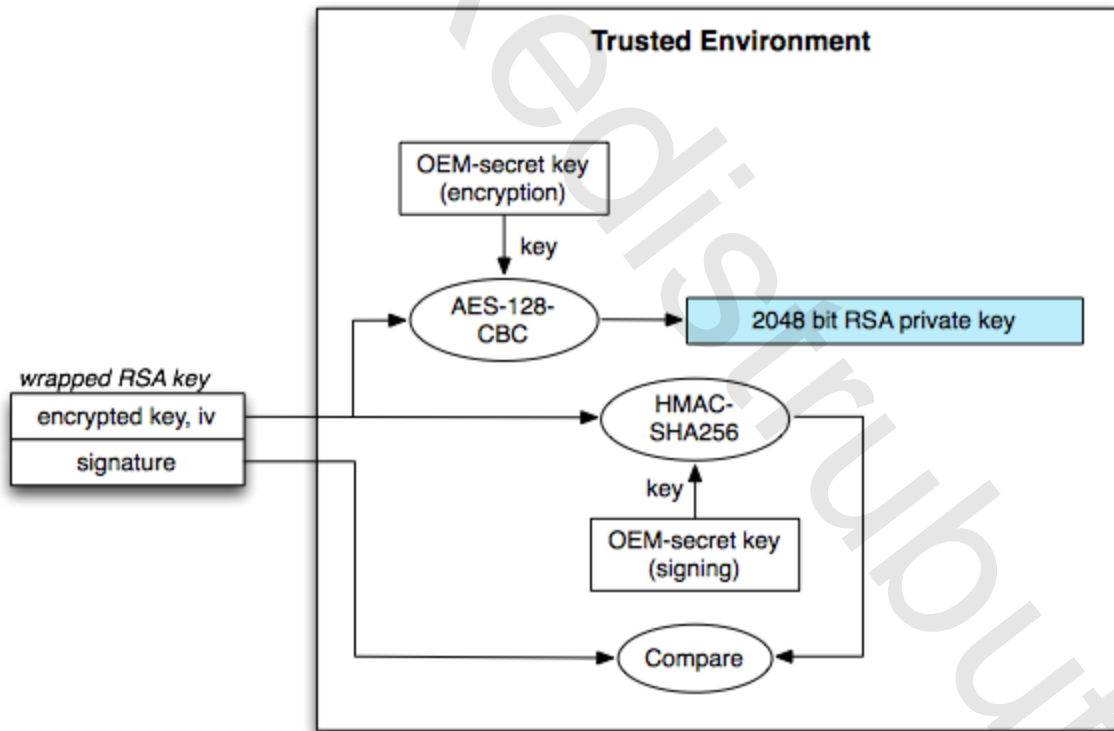 Trusted Environment
OEM-secret key
(encryption)
key
AES-128-
CBC
2048 bit RSA private key
wrapped RSA key
encrypted key, iv
signature
HMAC-
SHA256
key
OEM-secret key
(signing)
Compare